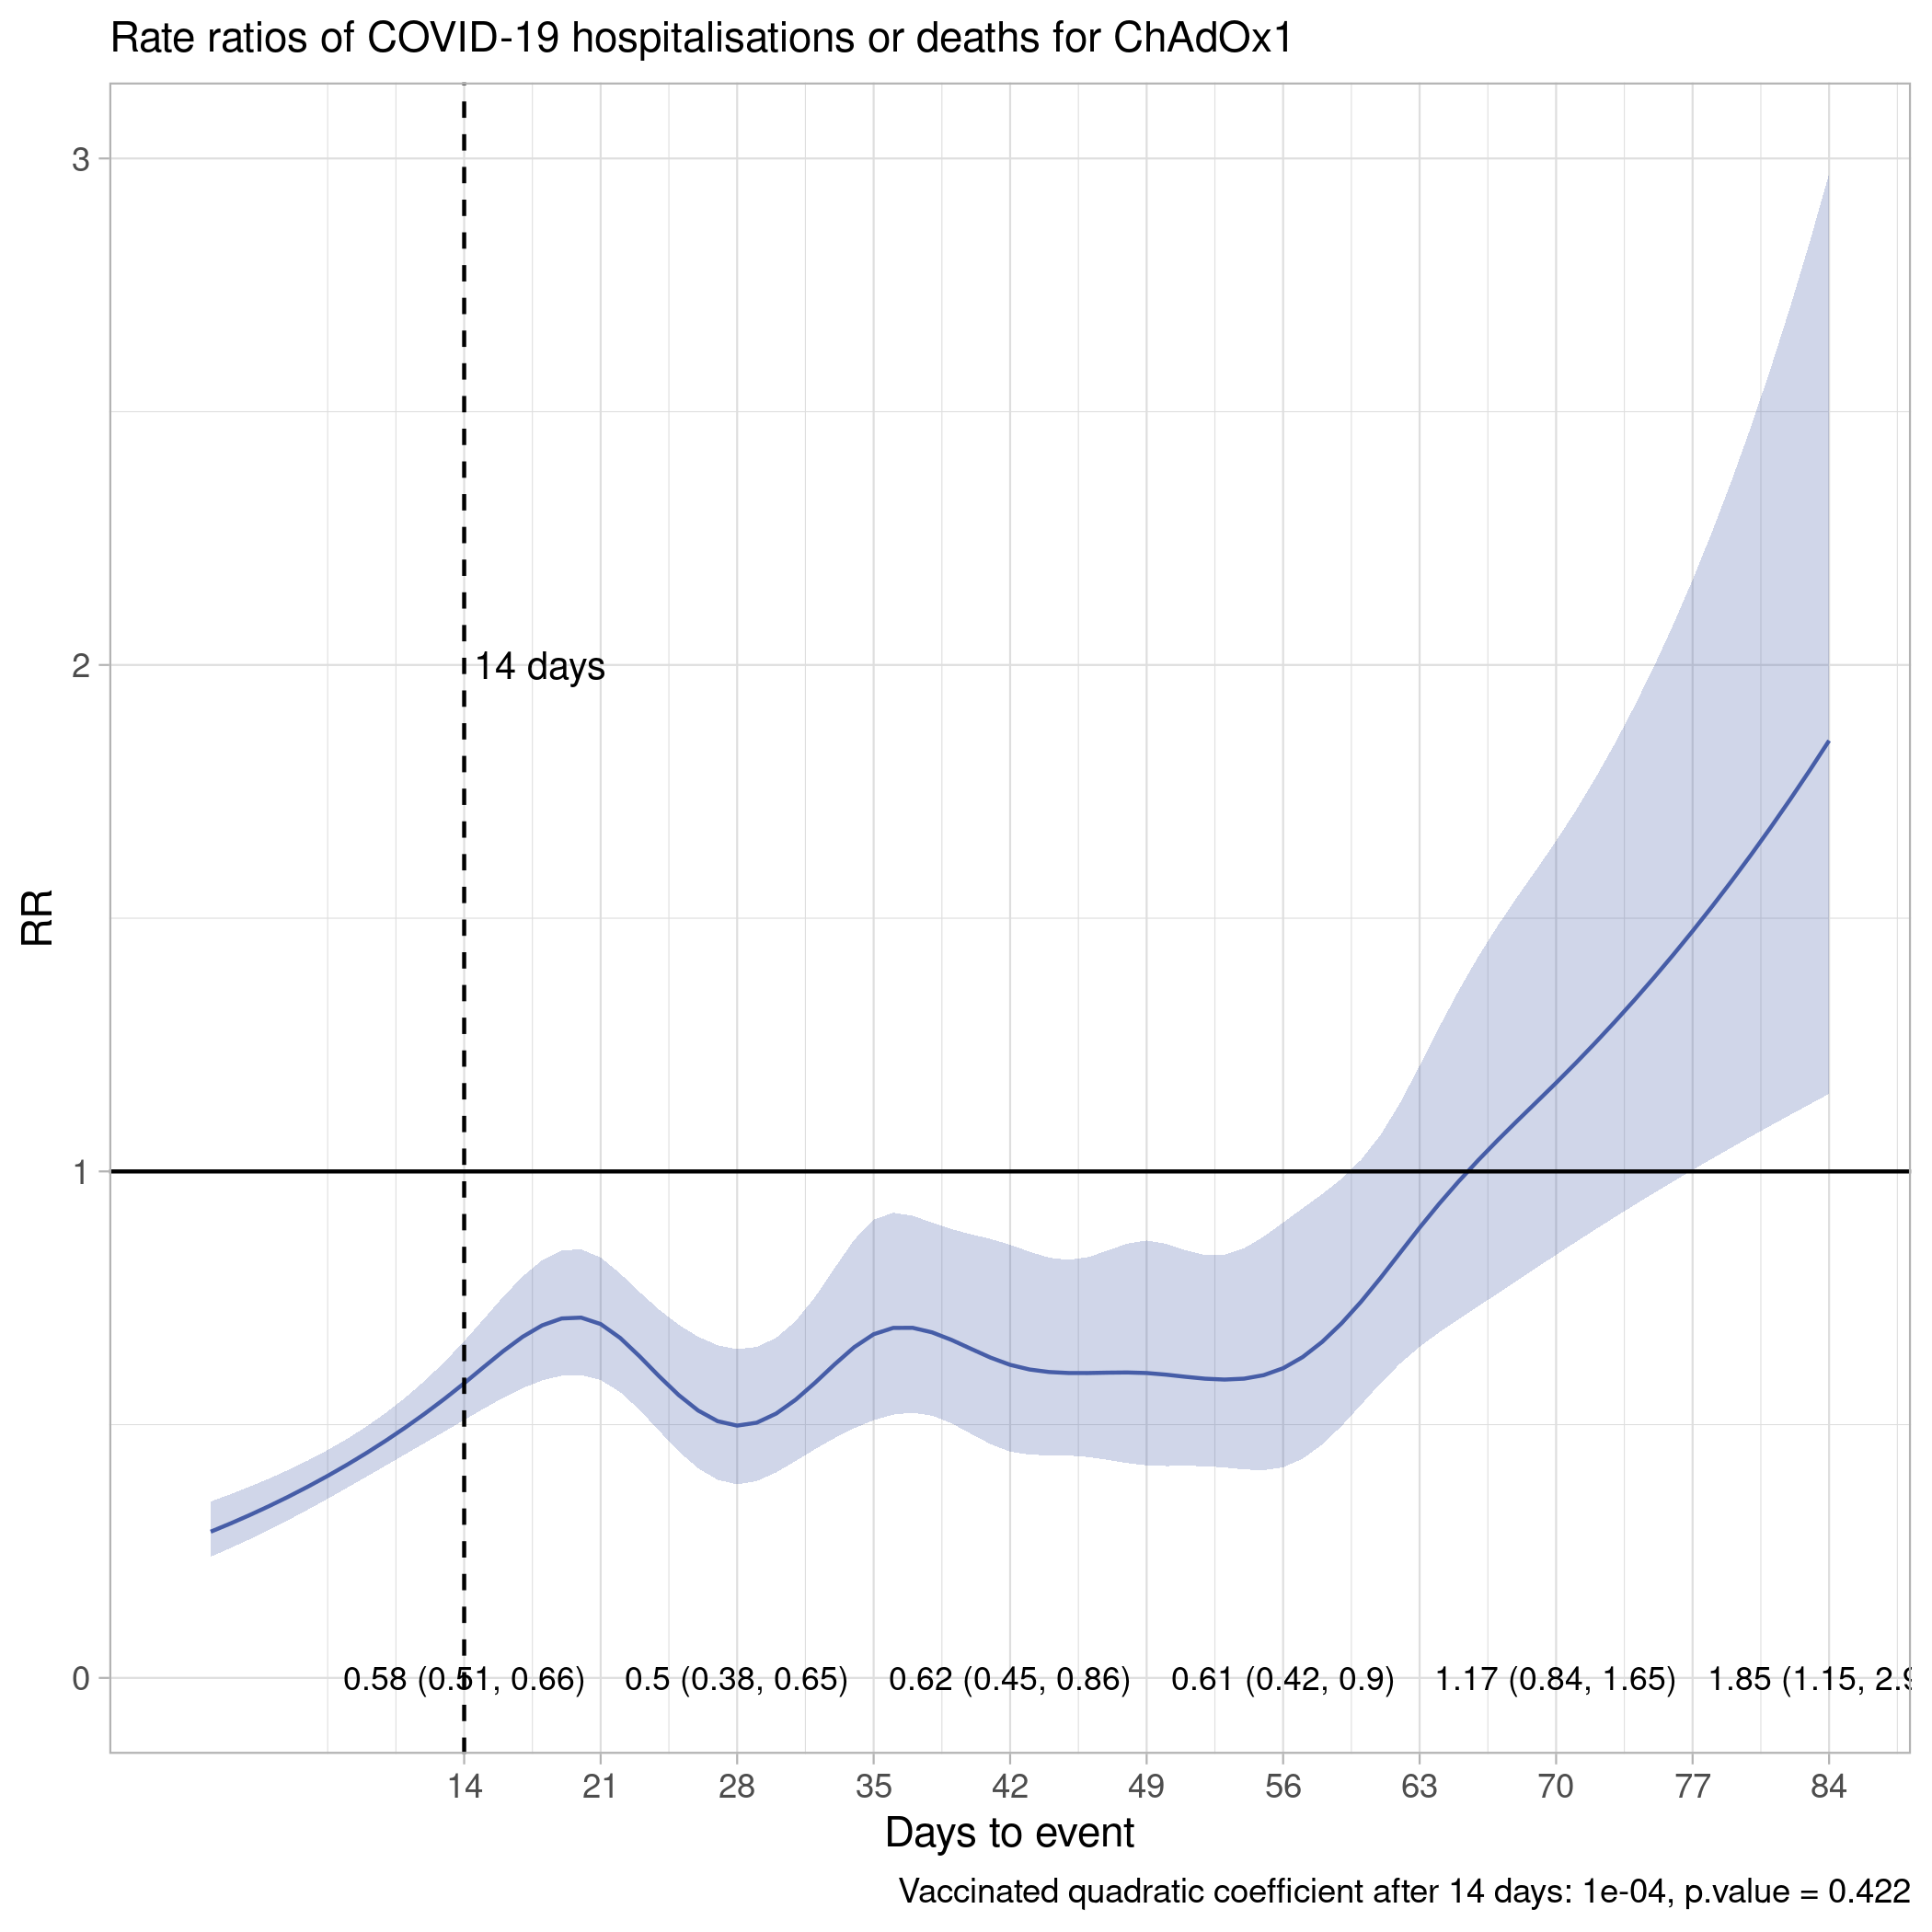 Rate ratios of COVID-19 hospitalisations or deaths for ChAdOx1
3
2
1
0
RR
14 days
0.58 (0.51, 0.66) 0.5 (0.38, 0.65) 0.62 (0.45, 0.86) 0.61 (0.42, 0.9) 1.17 (0.84, 1.65) 1.85 (1.15,
14 21 28 35 42 49 56 63 70 77 84
Days to event
Vaccinated quadratic coefficient after 14 days: 1e-04, p.value = 0.422